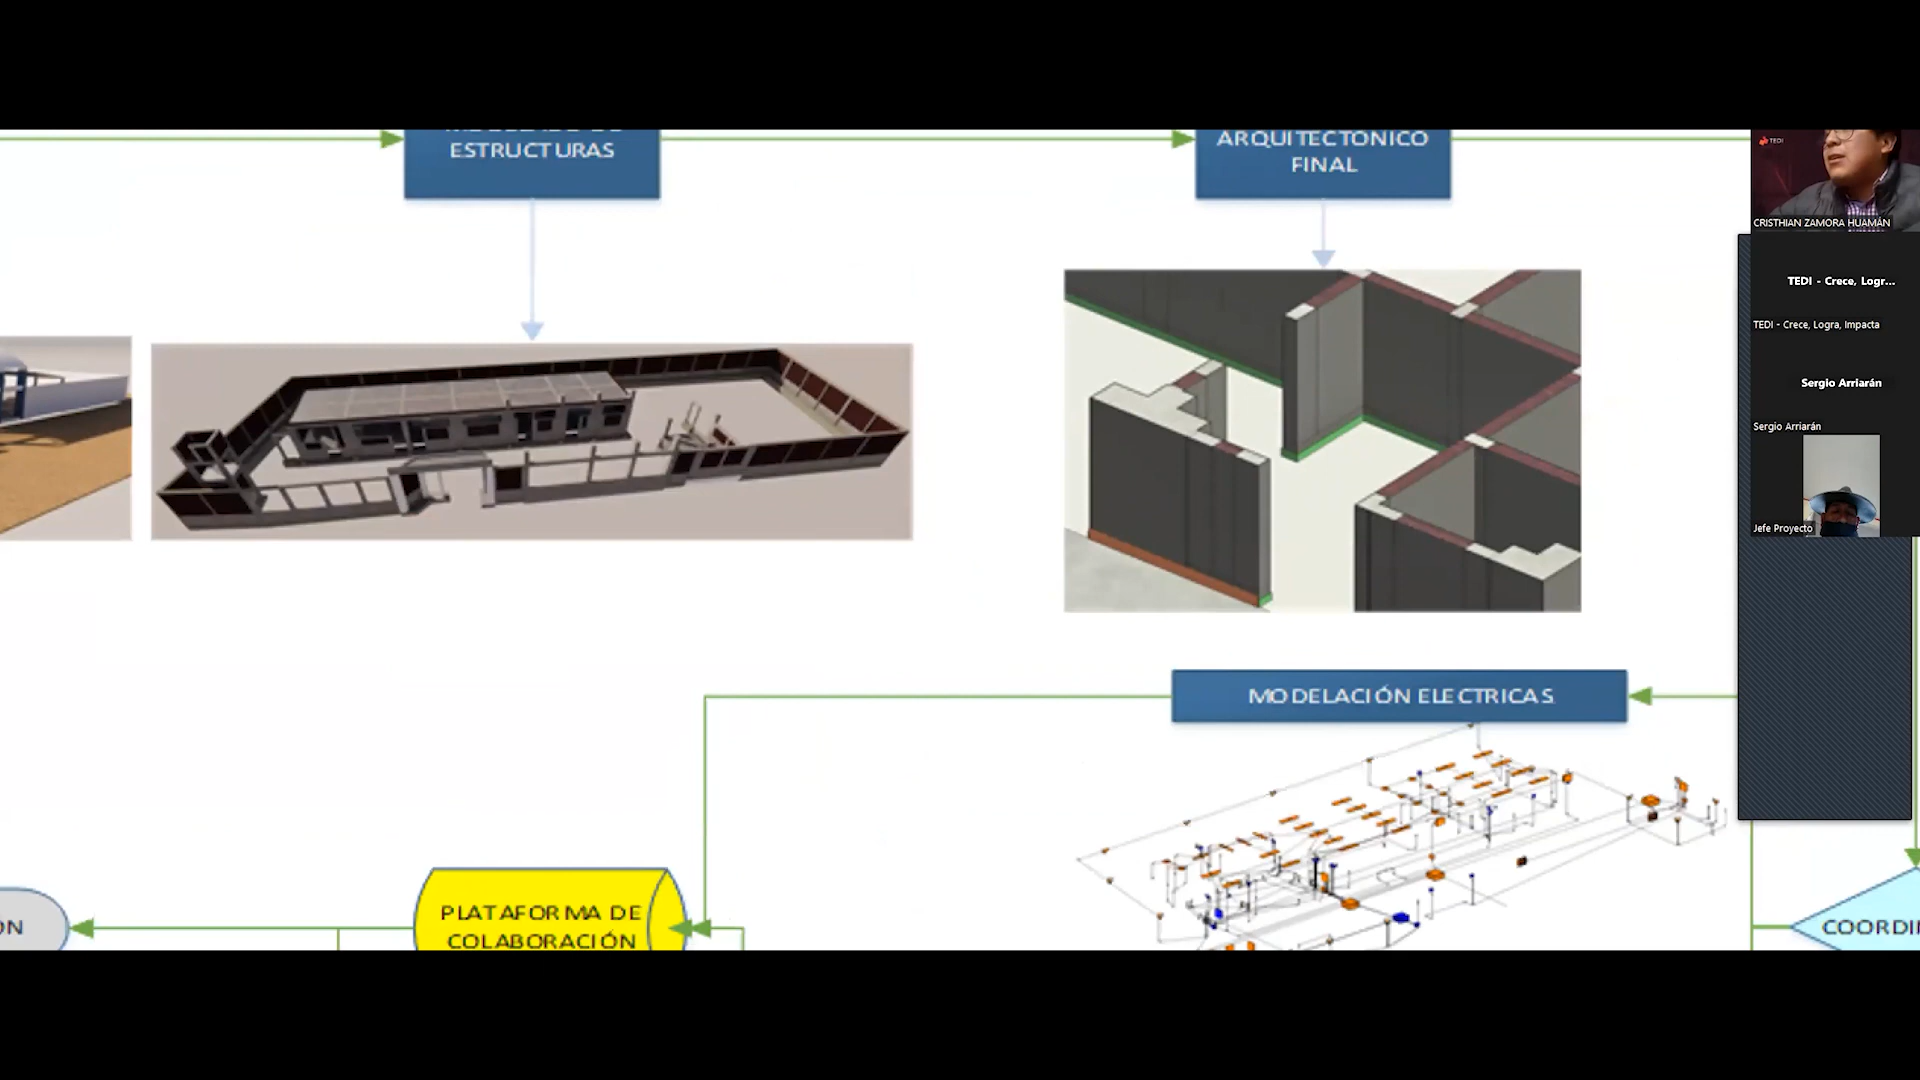 ESTRUCTURAS
ARQUITECTONICO
FINAL
TEDI
CRISTHIAN ZAMORA HUAMÁN
TEDI - Crece, Logr...
TEDI - Crece, Logra, Impacta
Sergio Arriarán
Sergio Arriarán
Jefe Proyecto
MODELACIÓN ELECTRICAS
PLATAFORMA DE
COLABORACIÓN
ON
COORDI